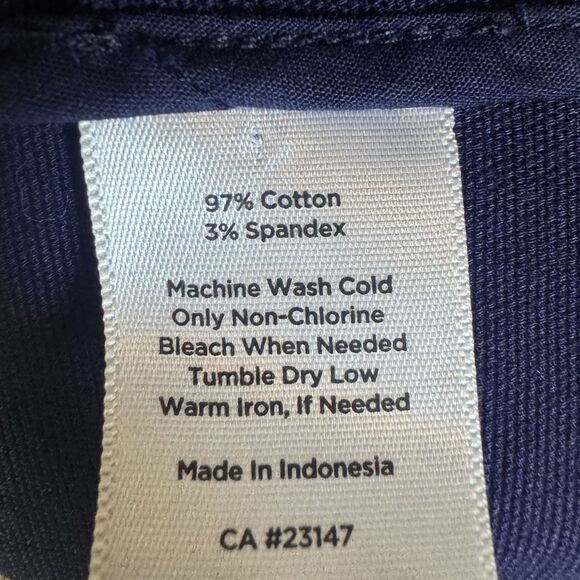 97% Cotton
3% Spandex
Machine Wash Cold
Only Non-Chlorine
Bleach When Needed
Tumble Dry Low
Warm Iron, If Needed
Made In Indonesia
CA #23147